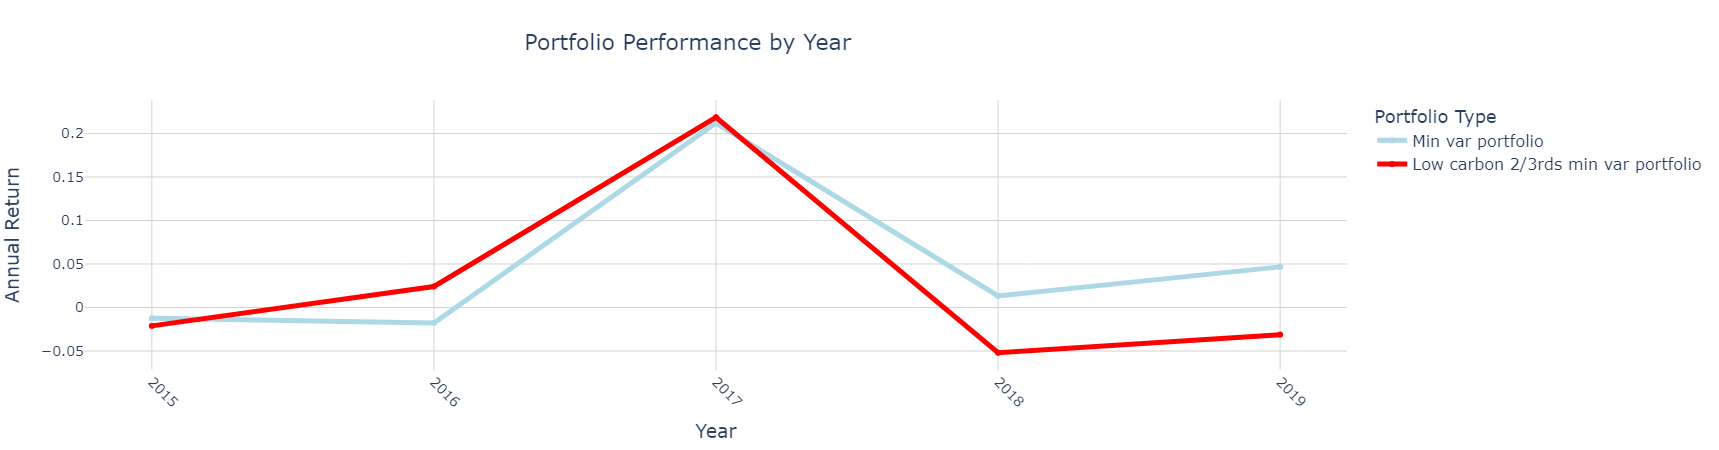 Portfolio Performance by Year
Portfolio Type
Min var portfolio
Low carbon 2/3rds min var portfolio
Annual Return
0.2
0.15
0.1
0.05
0
−0.05
2015
2016
2017
2018
2019
Year